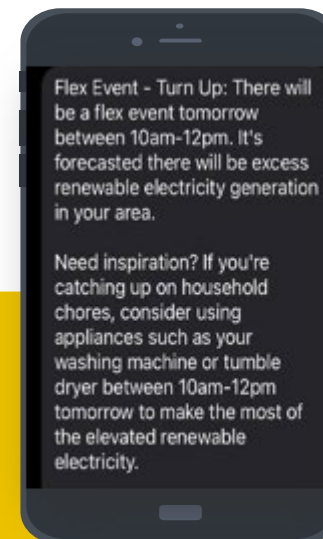 Flex Event - Turn Up: There will
be a flex event tomorrow
between 10am-12pm. It's
forecasted there will be excess
renewable electricity generation
in your area.
Need inspiration? If you're
catching up on household
chores, consider using
appliances such as your
washing machine or tumble
dryer between 10am-12pm
tomorrow to make the most of
the elevated renewable
electricity.